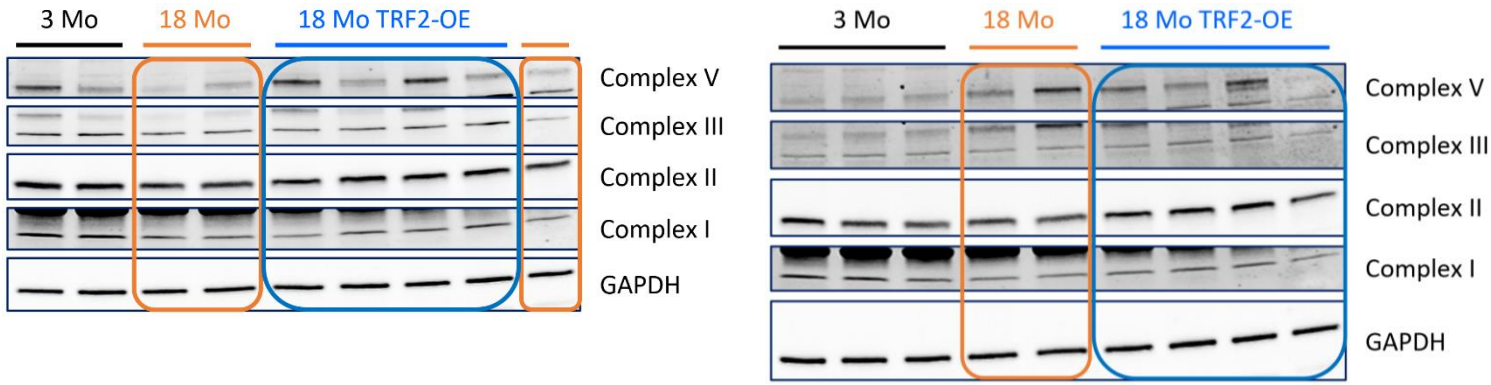 3 Mo 18 Mo 18 Mo TRF2-OE
Complex V
Complex III
Complex II
Complex I
GAPDH
3 Mo 18 Mo 18 Mo TRF2-OE
Complex V
Complex III
Complex II
Complex I
GAPDH